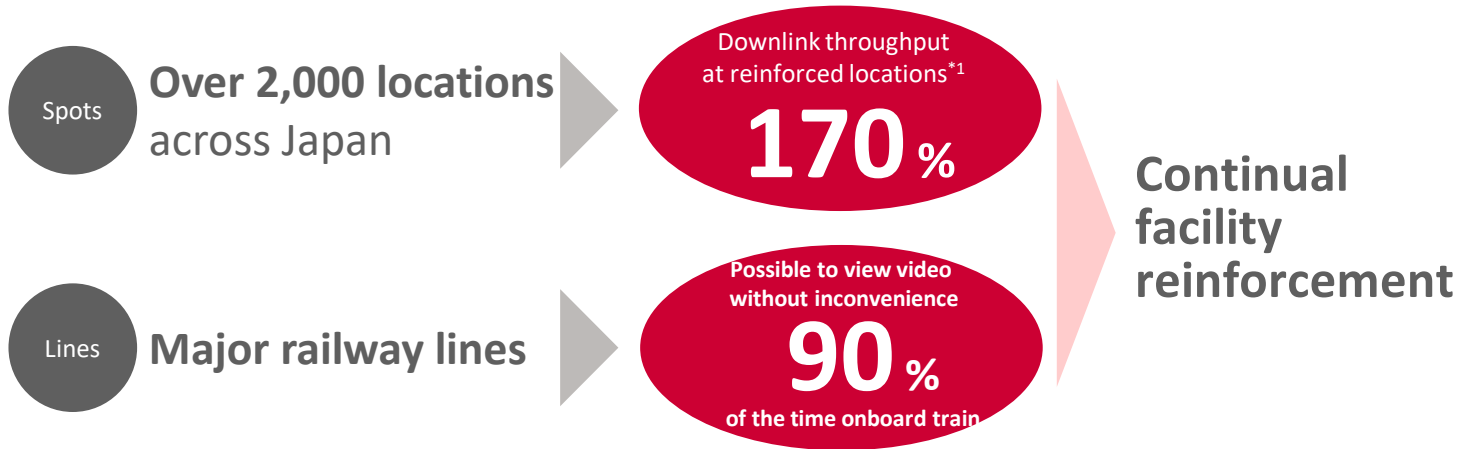 Spots
Over 2,000 locations
across Japan
Downlink throughput
at reinforced locations*1
170 %
Lines
Major railway lines
Possible to view video
without inconvenience
90 %
of the time onboard train
Continual
facility
reinforcement